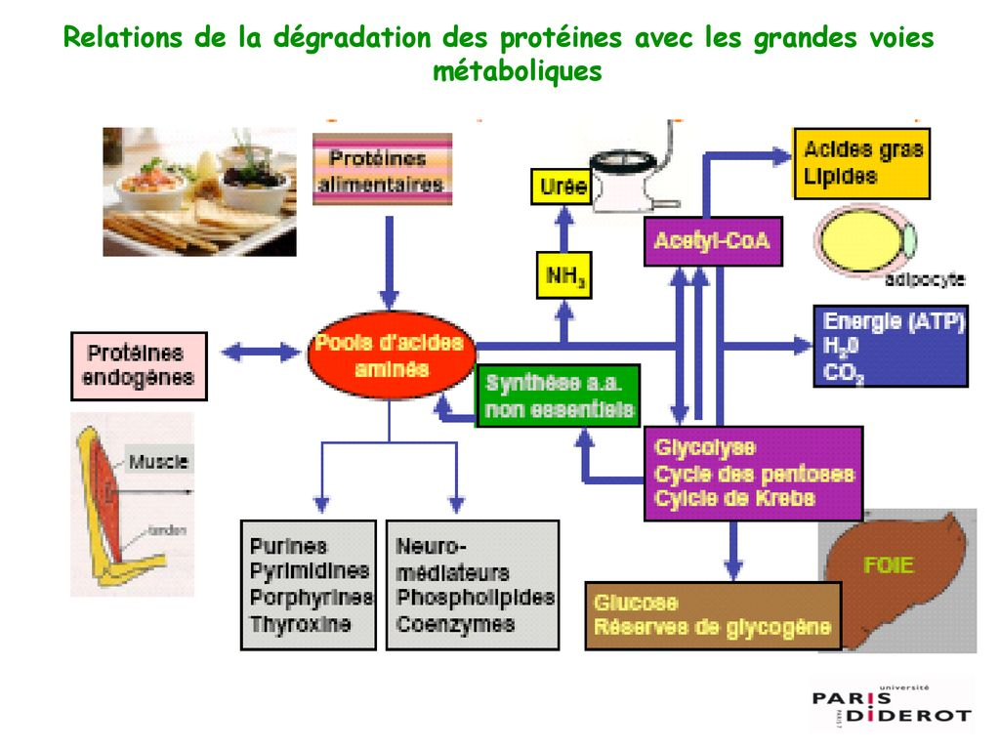 Relations de la dégradation des protéines avec les grandes voies
métaboliques
Protéines
alimentaires
Urée
Acides gras
Lipides
Acetyl-CoA
NH3
adipocyte
Energie (ATP)
H20
CO2
Pools d'acides
aminés
Protéines
endogènes
Synthèse a.a.
non essentiels
Muscle
tendon
Glycolyse
Cycle des pentoses
Cylcle de Krebs
Purines
Pyrimidines
Porphyrines
Thyroxine
Neuro-
médiateurs
Phospholipides
Coenzymes
FOIE
Glucose
Réserves de glycogène
université
PARIS
DIDEROT
PARIS 7